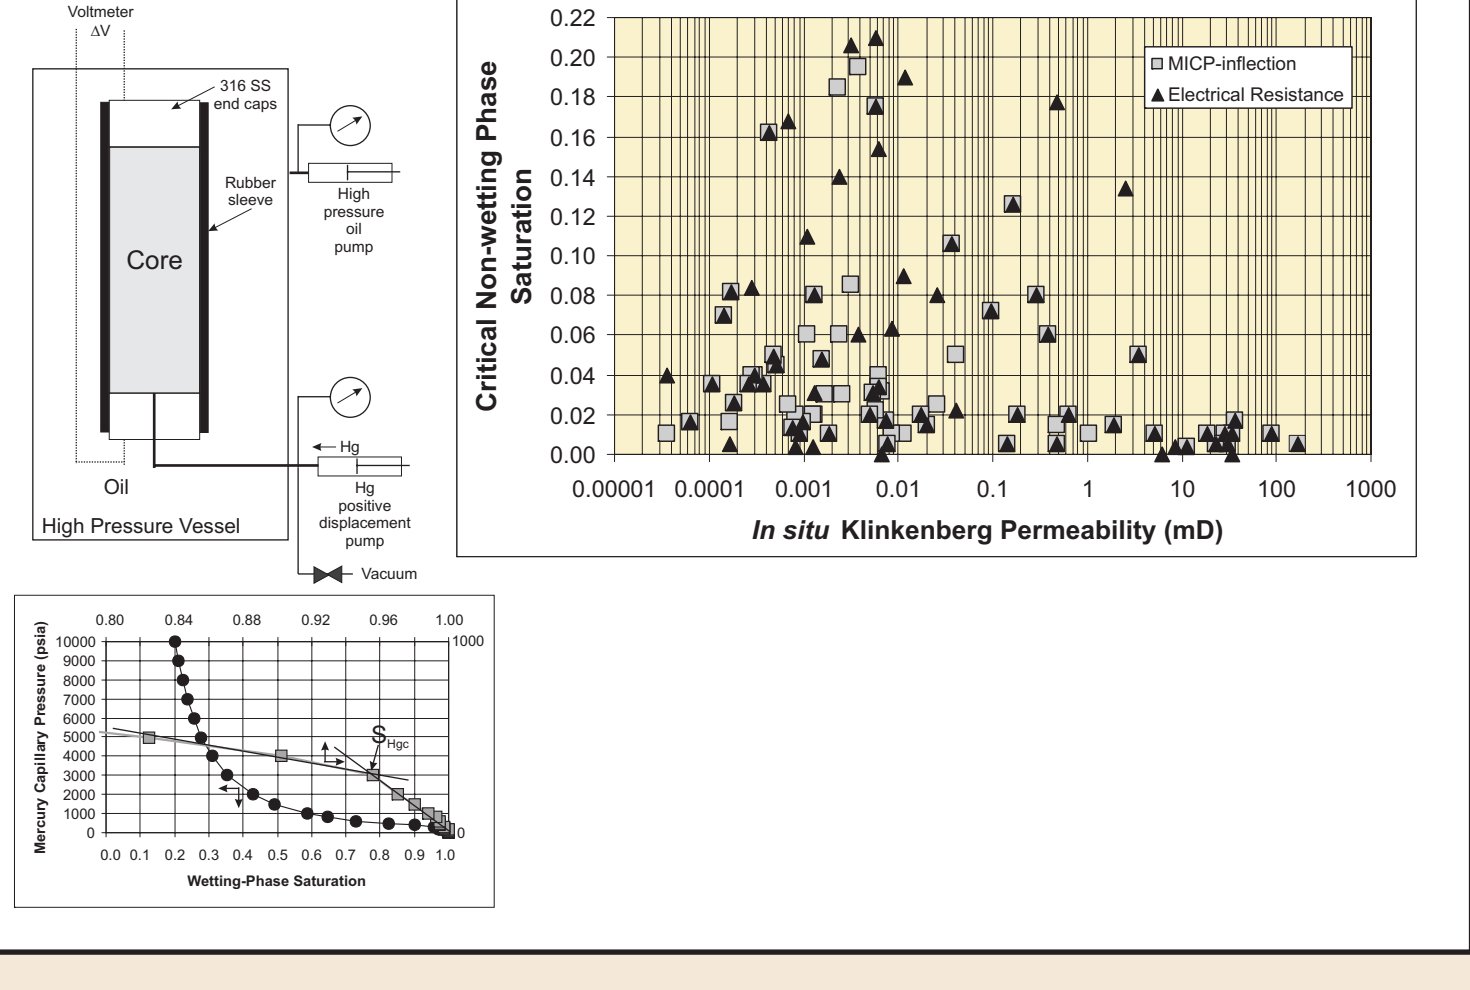 Voltmeter
ΔV
316 SS
end caps
Rubber
sleeve
Core
High
pressure
oil
pump
Hg
Hg
positive
displacement
pump
Oil
High Pressure Vessel
Vacuum
Critical Non-wetting Phase
Saturation
0.22
0.20
0.18
0.16
0.14
0.12
0.10
0.08
0.06
0.04
0.02
0.00
MICP-inflection
Electrical Resistance
0.00001 0.0001 0.001 0.01 0.1 1 10 100 1000
In situ Klinkenberg Permeability (mD)
Mercury Capillary Pressure (psia)
0.80 0.84 0.88 0.92 0.96 1.00
10000
9000
8000
7000
6000
5000
4000
3000
2000
1000
0
1000
0
SHgc
0.0 0.1 0.2 0.3 0.4 0.5 0.6 0.7 0.8 0.9 1.0
Wetting-Phase Saturation